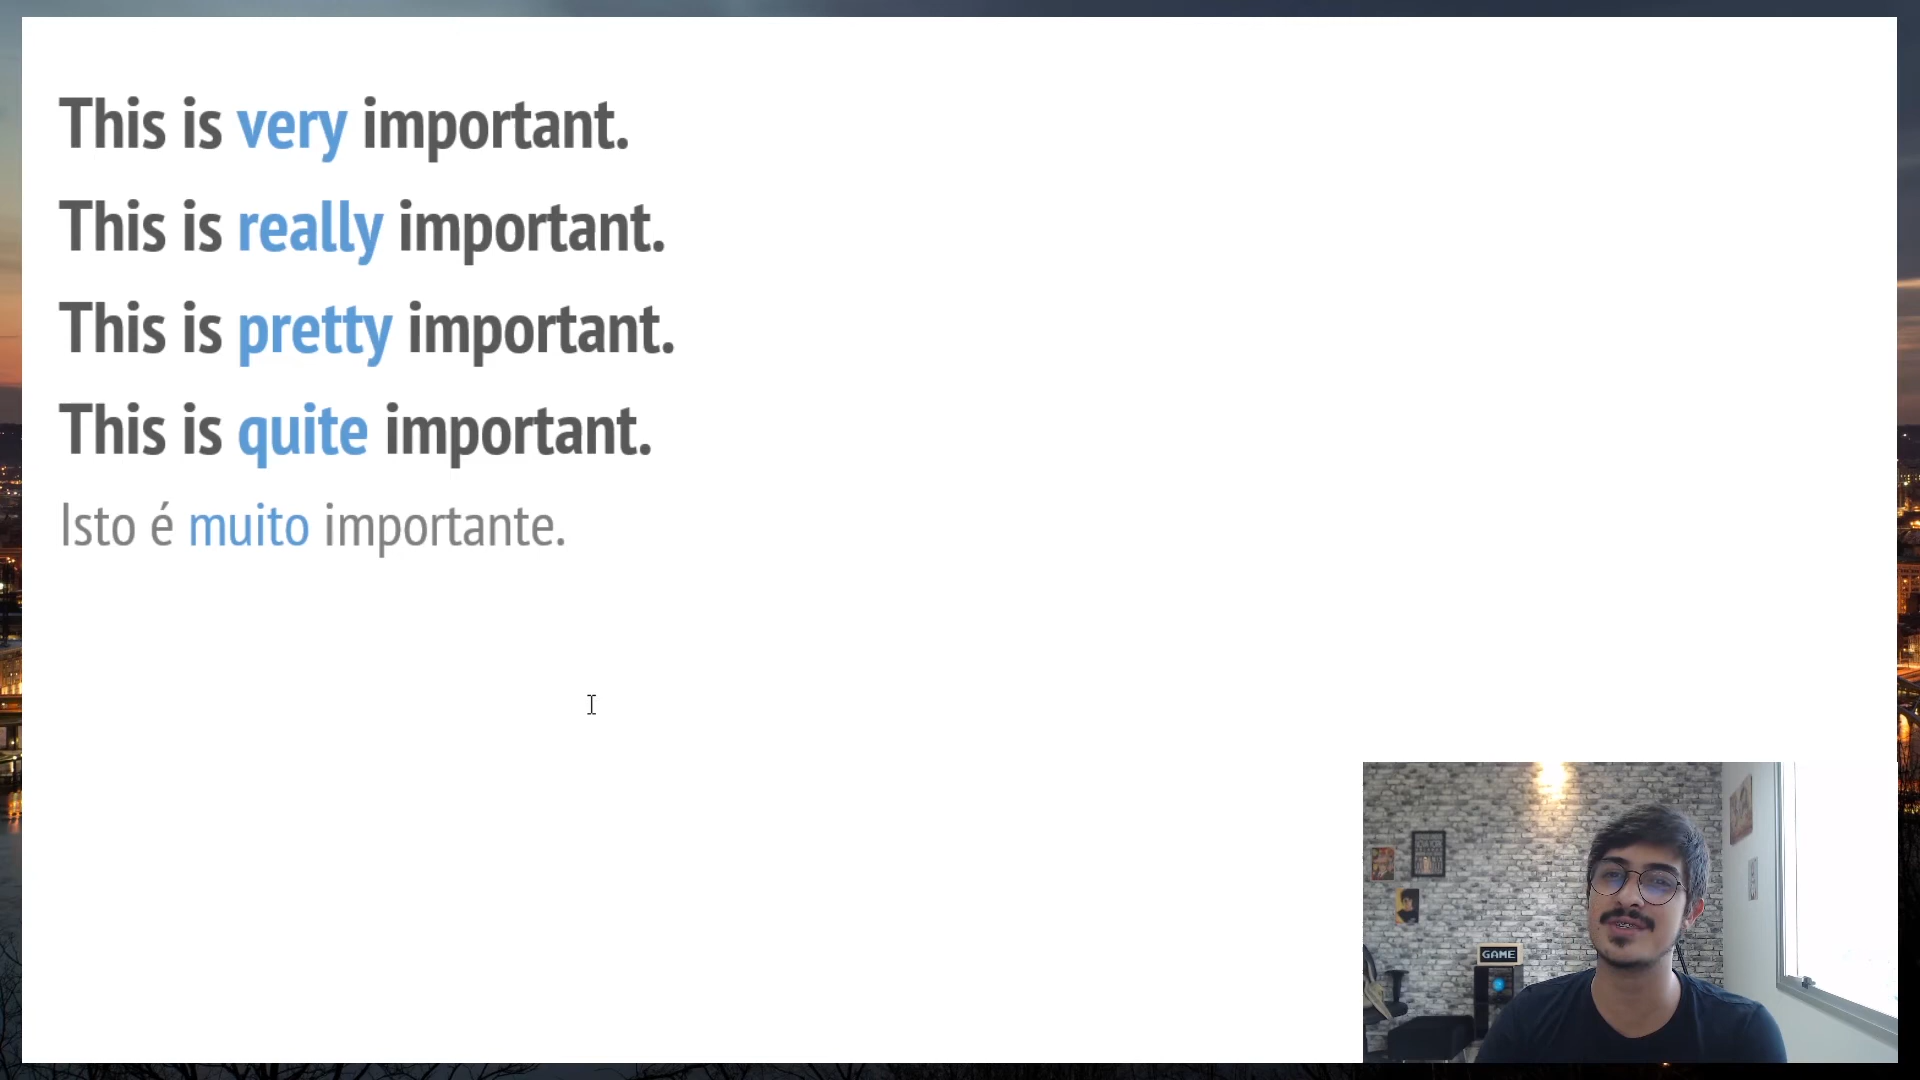 This is very important.
This is really important.
This is pretty important.
This is quite important.
Isto é muito importante.
GAME